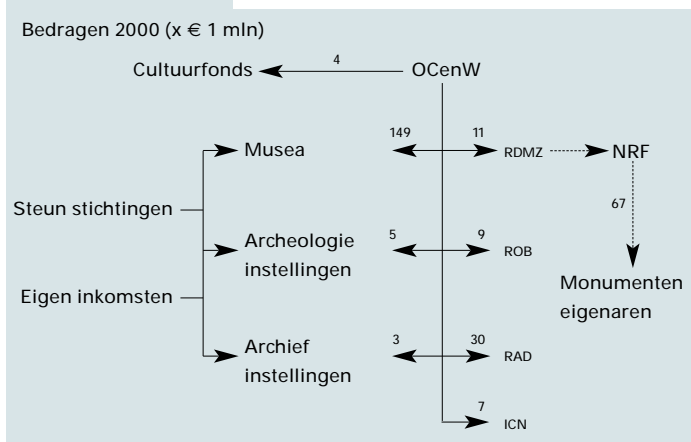 Bedragen 2000 (x € 1 mln)
Cultuurfonds
4
OCenW
Musea
149
11
RDMZ
NRF
Steun stichtingen
67
Archeologie
instellingen
5
9
ROB
Eigen inkomsten
Monumenten
eigenaren
Archief
instellingen
3
30
RAD
7
ICN